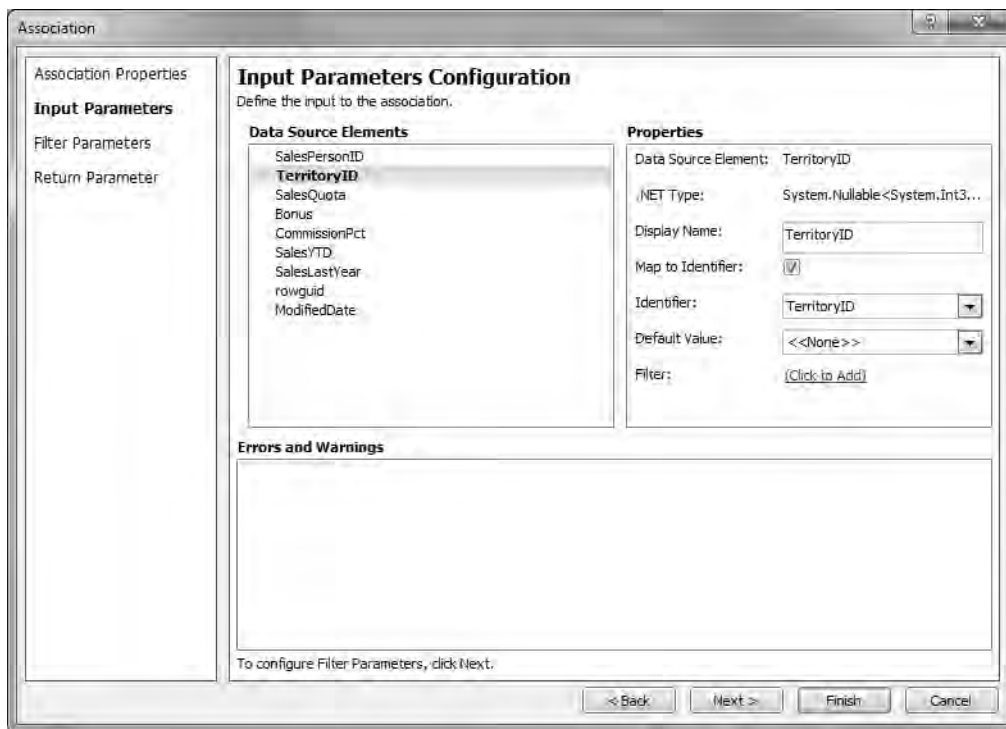 Association
Association Properties
Input Parameters
Filter Parameters
Return Parameter
Input Parameters Configuration
Define the input to the association.
Data Source Elements
SalesPersonID
TerritoryID
SalesQuota
Bonus
CommissionPct
SalesYTD
SalesLastYear
rowguid
ModifiedDate
Properties
Data Source Element: TerritoryID
.NET Type: System.Nullable<System.Int3...
Display Name: TerritoryID
Map to Identifier:
Identifier: TerritoryID
Default Value: <<None>>
Filter: (Click to Add)
Errors and Warnings
To configure Filter Parameters, click Next.
< Back Next > Finish Cancel